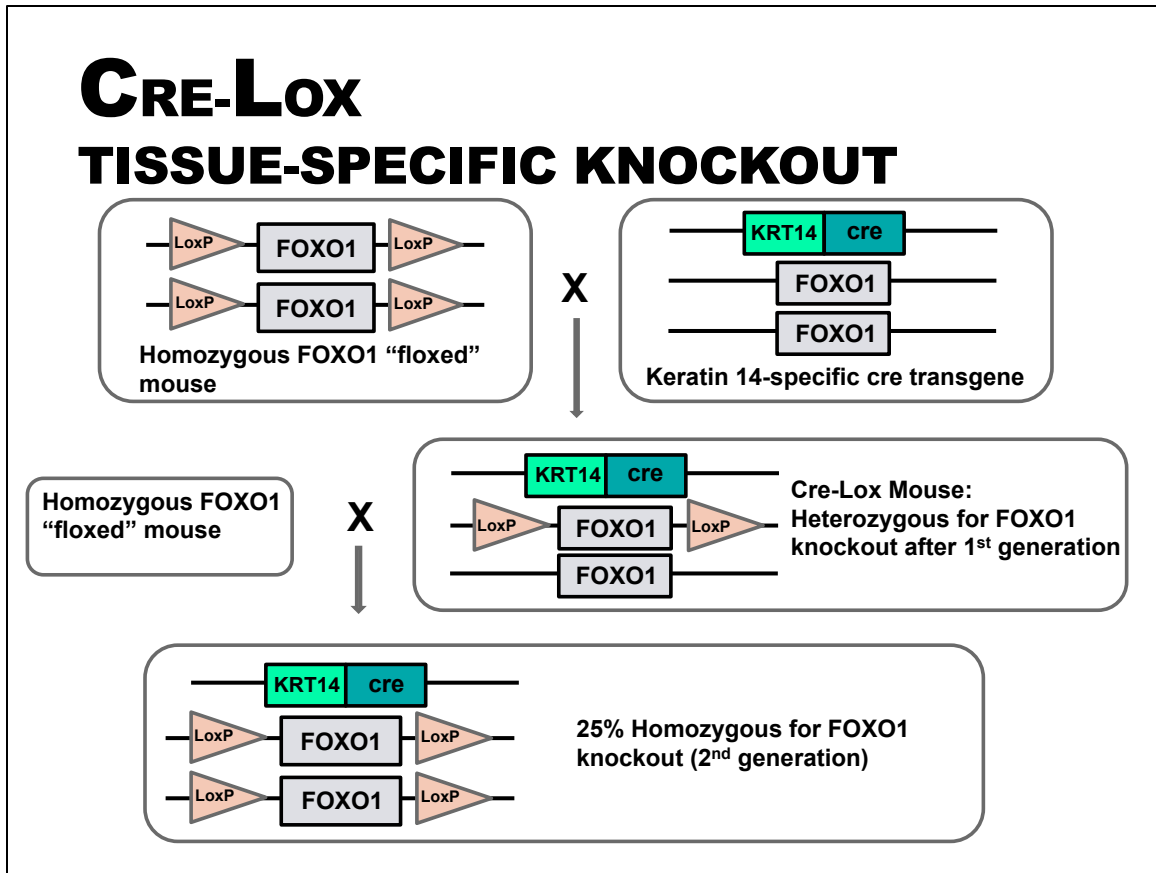 CRE-LOX
TISSUE-SPECIFIC KNOCKOUT
LoxP FOXO1 LoxP
LoxP FOXO1 LoxP
Homozygous FOXO1 “floxed”
mouse
X
KRT14 cre
FOXO1
FOXO1
Keratin 14-specific cre transgene
Homozygous FOXO1
“floxed” mouse
X
KRT14 cre
LoxP FOXO1 LoxP
FOXO1
Cre-Lox Mouse:
Heterozygous for FOXO1
knockout after 1st generation
KRT14 cre
LoxP FOXO1 LoxP
LoxP FOXO1 LoxP
25% Homozygous for FOXO1
knockout (2nd generation)